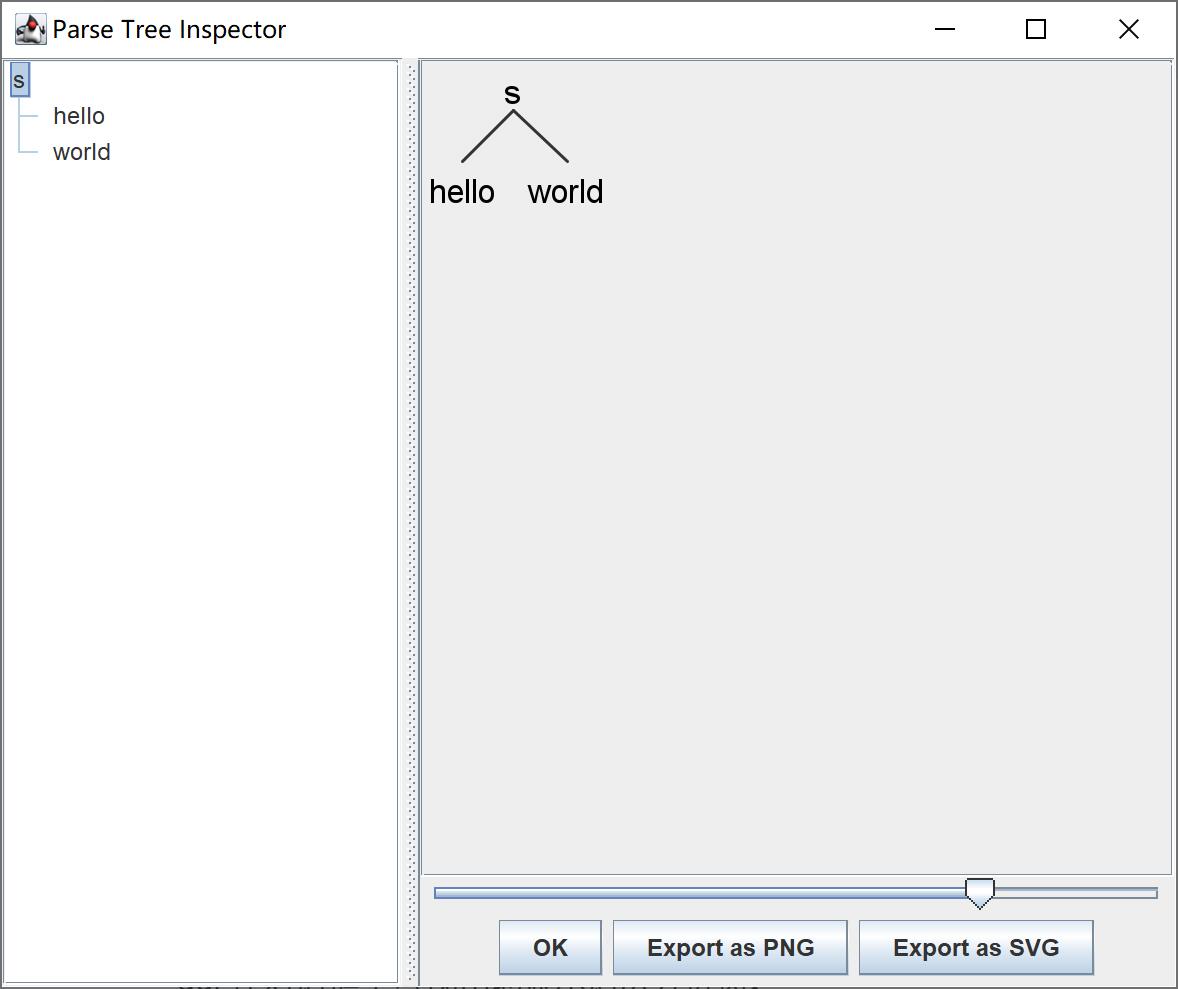 Parse Tree Inspector
s
hello
world
s
hello world
OK Export as PNG Export as SVG